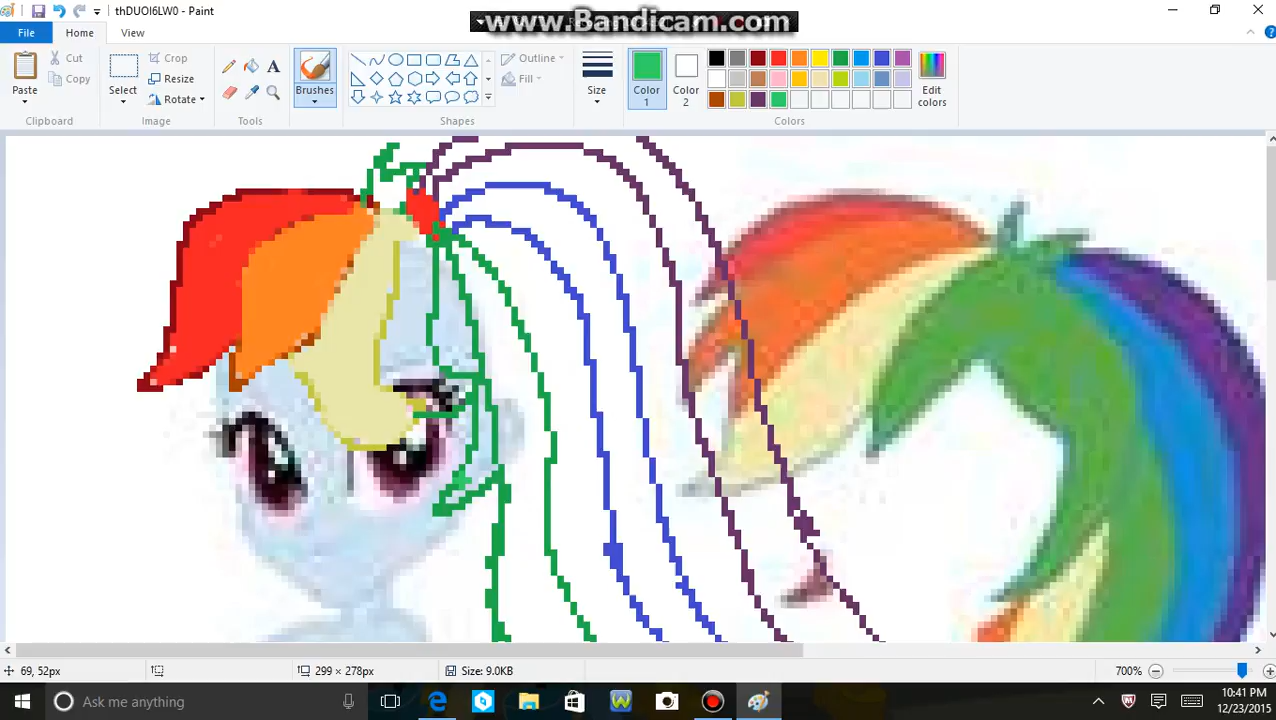 thDUOI6LW0 - Paint
www.Bandicam.com
File
Home
View
Paste
Cut
Copy
Clipboard
Select
Crop
Resize
Rotate
Image
A
Tools
Brushes
Outline
Fill
Shapes
Size
Color 1
Color 2
Edit colors
Colors
69, 52px
299 × 278px
Size: 9.0KB
700%
Ask me anything
10:41 PM
12/23/2015